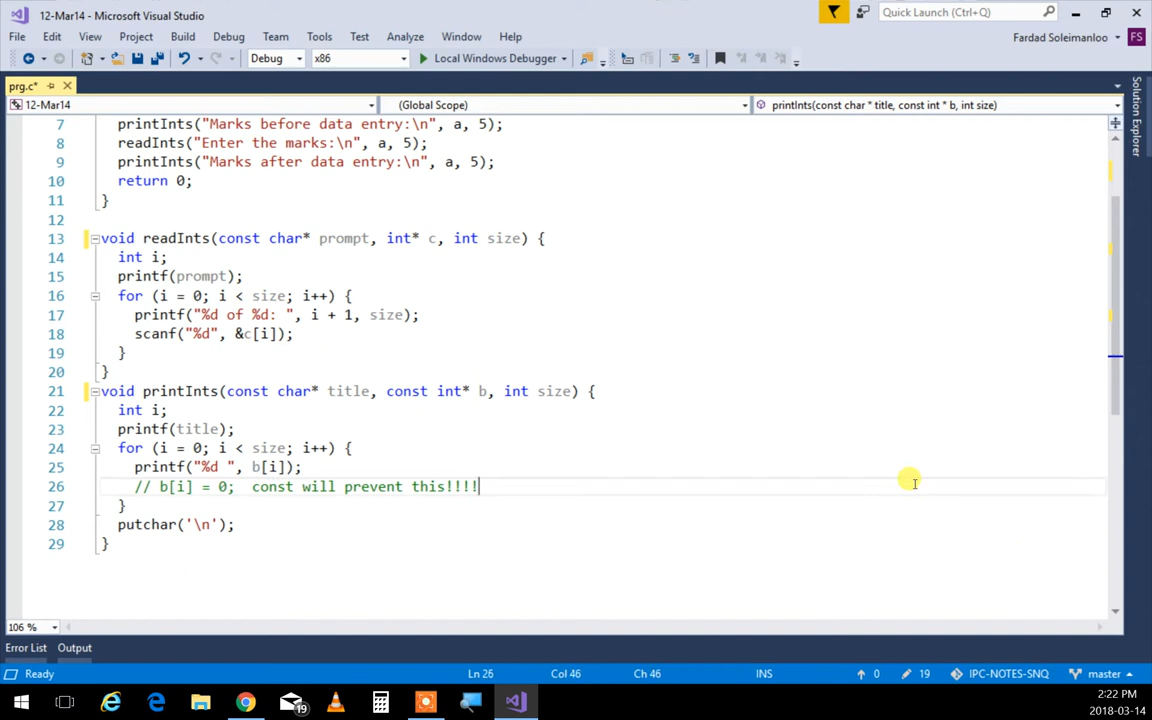 12-Mar14 - Microsoft Visual Studio
Quick Launch (Ctrl+Q)
File Edit View Project Build Debug Team Tools Test Analyze Window Help
Fardad Soleimanloo FS
Debug x86 Local Windows Debugger
prg.c*
12-Mar14 (Global Scope) printInts(const char * title, const int * b, int size)
7 printInts("Marks before data entry:\n", a, 5);
8 readInts("Enter the marks:\n", a, 5);
9 printInts("Marks after data entry:\n", a, 5);
10 return 0;
11 }
12
13 void readInts(const char* prompt, int* c, int size) {
14 int i;
15 printf(prompt);
16 for (i = 0; i < size; i++) {
17 printf("%d of %d: ", i + 1, size);
18 scanf("%d", &c[i]);
19 }
20 }
21 void printInts(const char* title, const int* b, int size) {
22 int i;
23 printf(title);
24 for (i = 0; i < size; i++) {
25 printf("%d ", b[i]);
26 // b[i] = 0;  const will prevent this!!!!
27 }
28 putchar('\n');
29 }
Solution Explorer
106 %
Error List Output
Ready Ln 26 Col 46 Ch 46 INS 0 19 IPC-NOTES-SNQ master
19
2:22 PM
2018-03-14